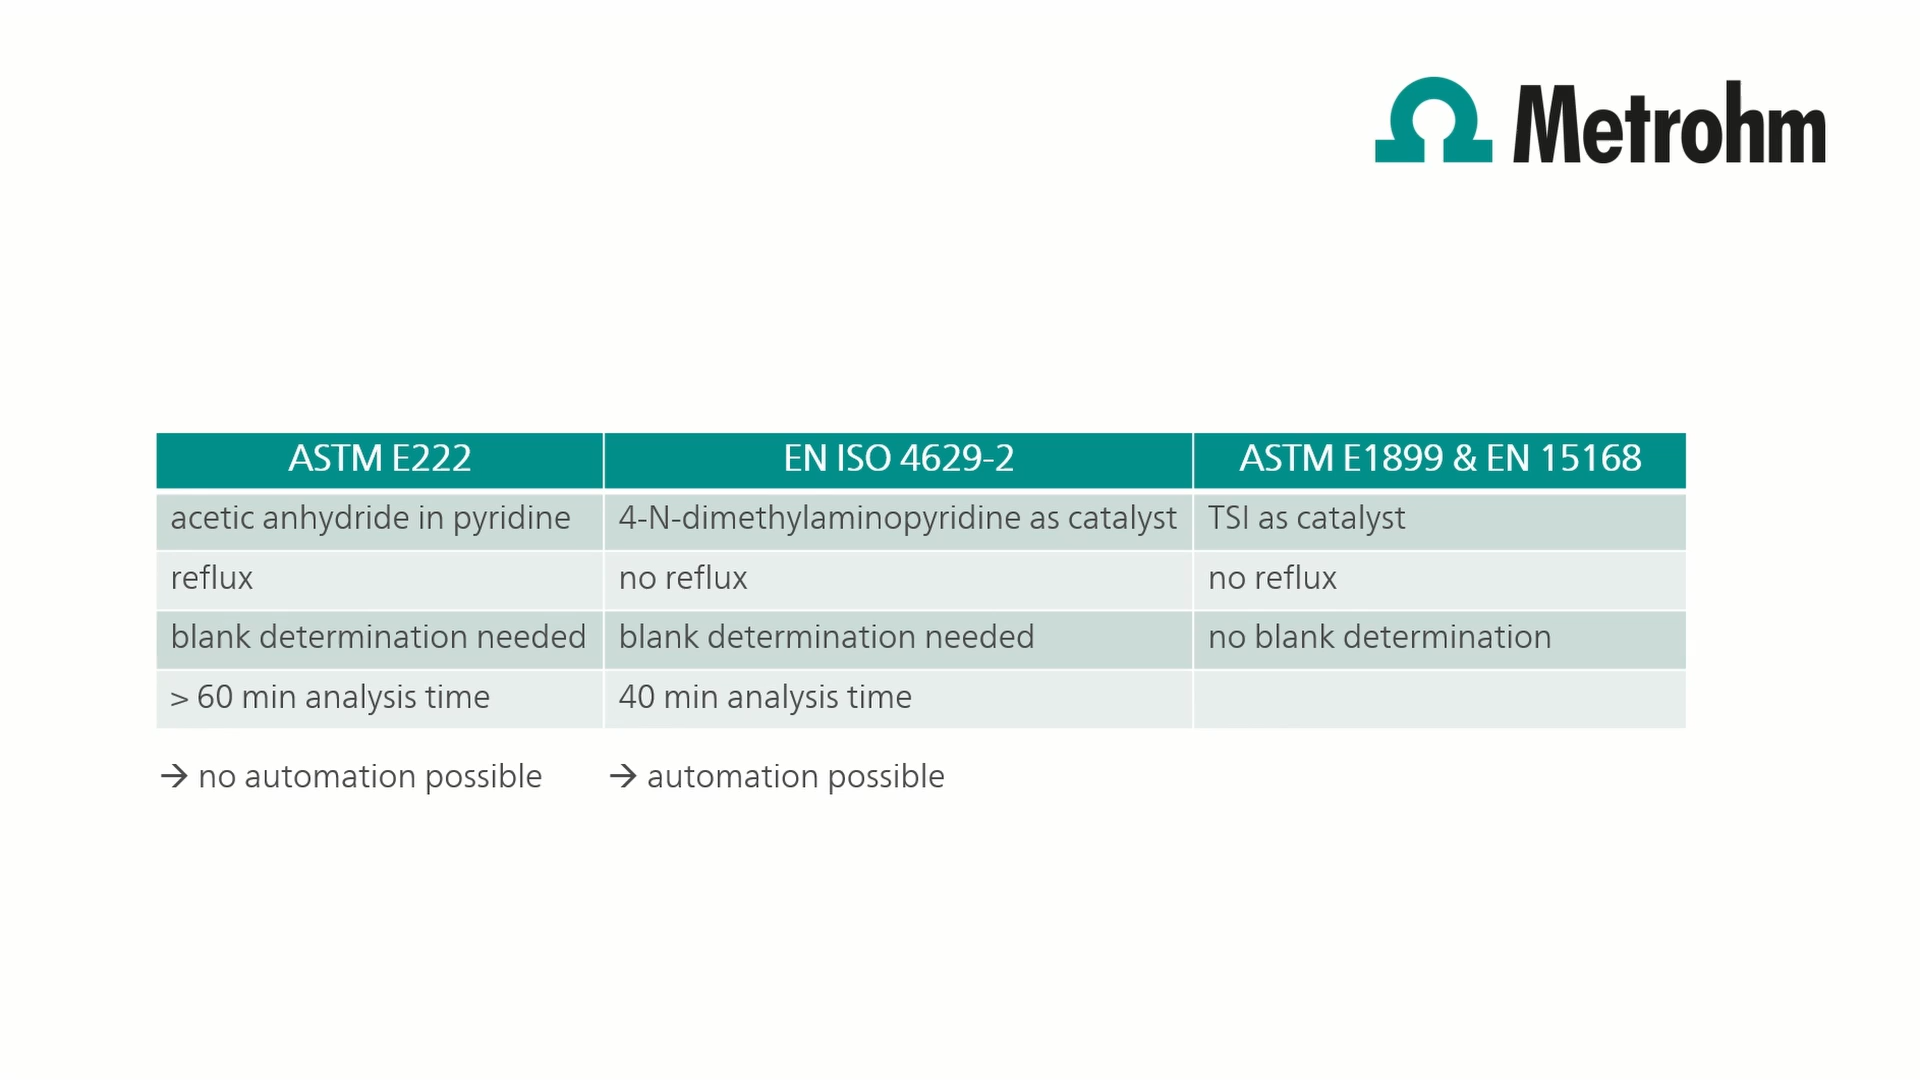 Metrohm
ASTM E222 EN ISO 4629-2 ASTM E1899 & EN 15168
acetic anhydride in pyridine 4-N-dimethylaminopyridine as catalyst TSI as catalyst
reflux no reflux no reflux
blank determination needed blank determination needed no blank determination
> 60 min analysis time 40 min analysis time
→ no automation possible → automation possible